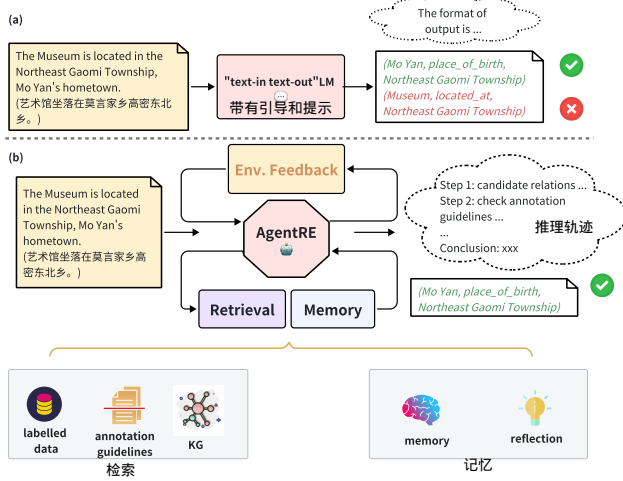 (a)
The format of
output is ...
The Museum is located in the
Northeast Gaomi Township,
Mo Yan's hometown.
(艺术馆坐落在莫言家乡高密东北
乡。)
"text-in text-out"LM
带有引导和提示
(Mo Yan, place_of_birth,
Northeast Gaomi Township)
(Museum, located_at,
Northeast Gaomi Township)
(b)
The Museum is located
in the Northeast Gaomi
Township, Mo Yan's
hometown.
(艺术馆坐落在莫言家乡高
密东北乡。)
Env. Feedback
AgentRE
Retrieval
Memory
Step 1: candidate relations ...
Step 2: check annotation
guidelines ...
...
Conclusion: xxx
推理轨迹
(Mo Yan, place_of_birth,
Northeast Gaomi Township)
labelled
data
annotation
guidelines
KG
检索
memory
reflection
记忆